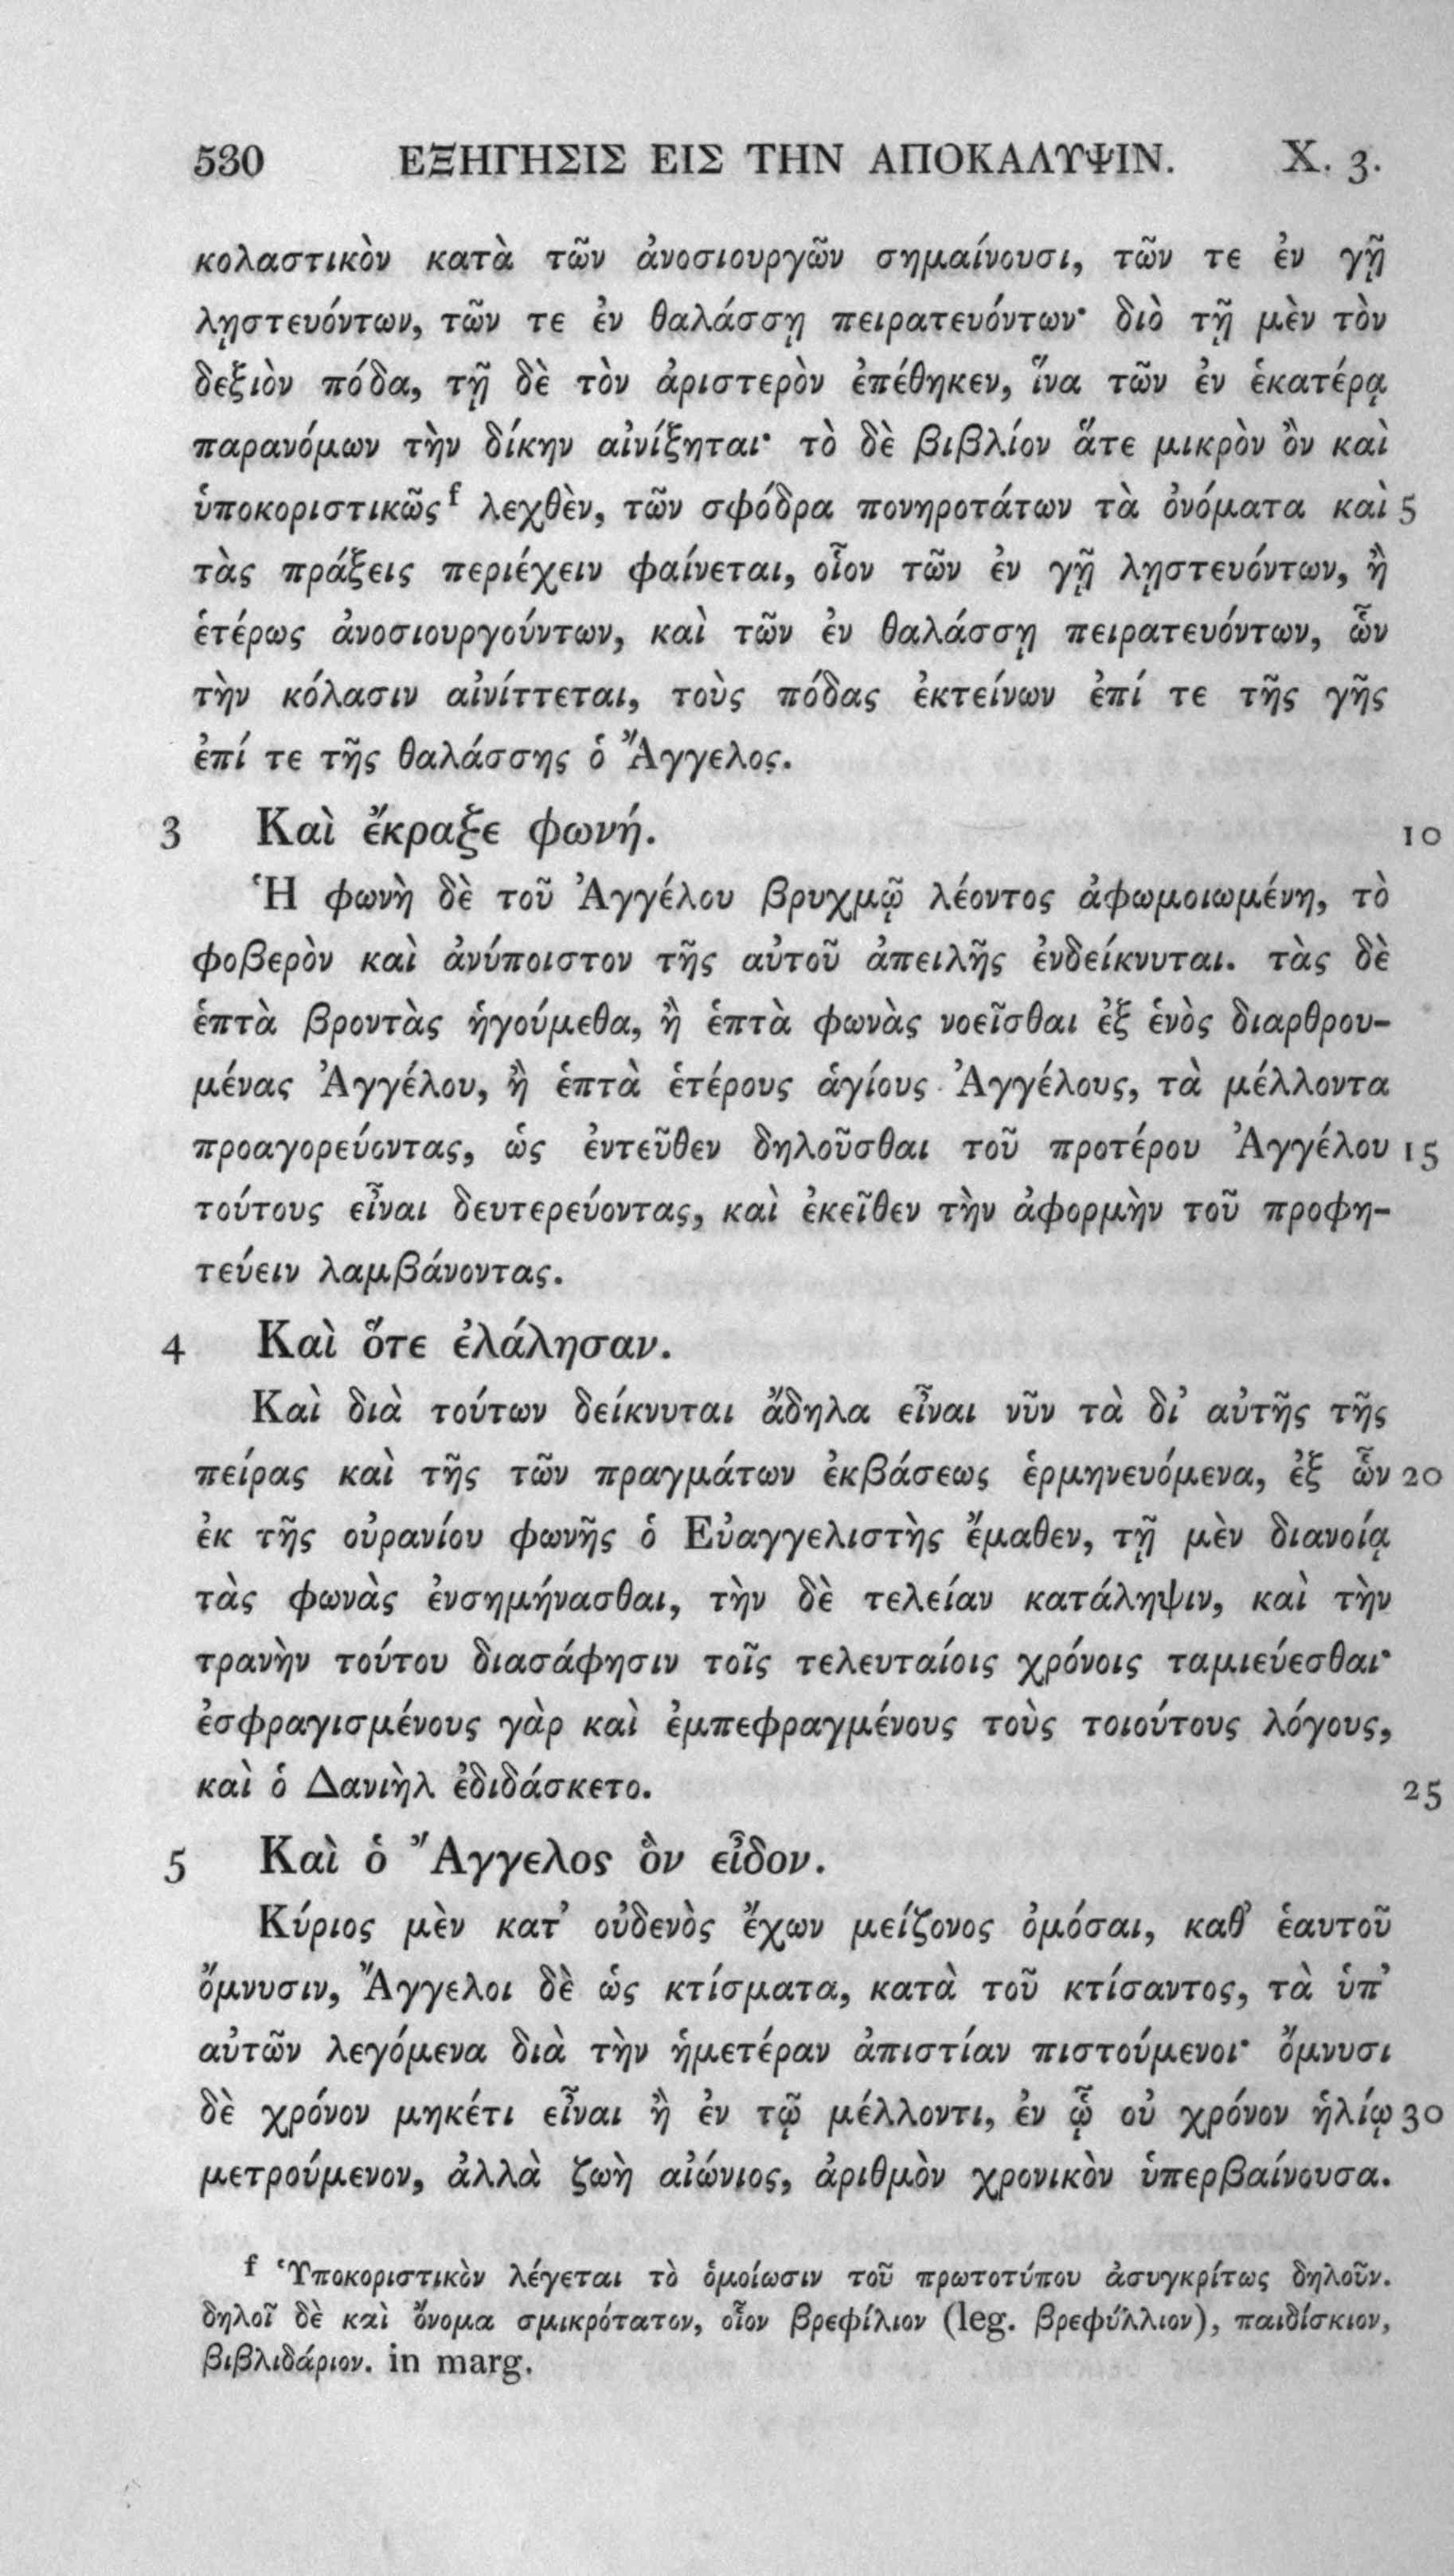 530 ΕΞΗΓΗΣΙΣ ΕΙΣ ΤΗΝ ΑΠΟΚΑΛΥΨΙΝ. X. 3.
κολαστικὸν κατὰ τῶν ἀνοσιουργῶν σημαίνουσι, τῶν τε ἐν γῇ
λῃστευόντων, τῶν τε ἐν θαλάσσῃ πειρατευόντων· διὸ τῇ μὲν τὸν
δεξιὸν πόδα, τῇ δὲ τὸν ἀριστερὸν ἐπέθηκεν, ἵνα τῶν ἐν ἑκατέρᾳ
παρανόμων τὴν δίκην αἰνίξηται· τὸ δὲ βιβλίον ἅτε μικρὸν ὂν καὶ
ὑποκοριστικῶς f λεχθὲν, τῶν σφόδρα πονηροτάτων τὰ ὀνόματα καὶ 5
τὰς πράξεις περιέχειν φαίνεται, οἷον τῶν ἐν γῇ λῃστευόντων, ἢ
ἑτέρως ἀνοσιουργούντων, καὶ τῶν ἐν θαλάσσῃ πειρατευόντων, ὧν
τὴν κόλασιν αἰνίττεται, τοὺς πόδας ἐκτείνων ἐπί τε τῆς γῆς
ἐπί τε τῆς θαλάσσης ὁ Ἄγγελος.
3 Καὶ ἔκραξε φωνή. 10
Ἡ φωνὴ δὲ τοῦ Ἀγγέλου βρυχμῷ λέοντος ἀφωμοιωμένη, τὸ
φοβερὸν καὶ ἀνύποιστον τῆς αὐτοῦ ἀπειλῆς ἐνδείκνυται. τὰς δὲ
ἑπτὰ βροντὰς ἡγούμεθα, ἢ ἑπτὰ φωνὰς νοεῖσθαι ἐξ ἑνὸς διαρθρου-
μένας Ἀγγέλου, ἢ ἑπτὰ ἑτέρους ἁγίους Ἀγγέλους, τὰ μέλλοντα
προαγορεύοντας, ὡς ἐντεῦθεν δηλοῦσθαι τοῦ προτέρου Ἀγγέλου 15
τούτους εἶναι δευτερεύοντας, καὶ ἐκεῖθεν τὴν ἀφορμὴν τοῦ προφη-
τεύειν λαμβάνοντας.
4 Καὶ ὅτε ἐλάλησαν.
Καὶ διὰ τούτων δείκνυται ἄδηλα εἶναι νῦν τὰ δι’ αὐτῆς τῆς
πείρας καὶ τῆς τῶν πραγμάτων ἐκβάσεως ἑρμηνευόμενα, ἐξ ὧν 20
ἐκ τῆς οὐρανίου φωνῆς ὁ Εὐαγγελιστὴς ἔμαθεν, τῇ μὲν διανοίᾳ
τὰς φωνὰς ἐνσημήνασθαι, τὴν δὲ τελείαν κατάληψιν, καὶ τὴν
τρανὴν τούτου διασάφησιν τοῖς τελευταίοις χρόνοις ταμιεύεσθαι·
ἐσφραγισμένους γὰρ καὶ ἐμπεφραγμένους τοὺς τοιούτους λόγους,
καὶ ὁ Δανιὴλ ἐδιδάσκετο. 25
5 Καὶ ὁ Ἄγγελος ὃν εἶδον.
Κύριος μὲν κατ’ οὐδενὸς ἔχων μείζονος ὀμόσαι, καθ’ ἑαυτοῦ
ὄμνυσιν, Ἄγγελοι δὲ ὡς κτίσματα, κατὰ τοῦ κτίσαντος, τὰ ὑπ’
αὐτῶν λεγόμενα διὰ τὴν ἡμετέραν ἀπιστίαν πιστούμενοι· ὄμνυσι
δὲ χρόνον μηκέτι εἶναι ἢ ἐν τῷ μέλλοντι, ἐν ᾧ οὐ χρόνον ἡλίῳ 30
μετρούμενον, ἀλλὰ ζωὴ αἰώνιος, ἀριθμὸν χρονικὸν ὑπερβαίνουσα.
f Ὑποκοριστικὸν λέγεται τὸ ὁμοίωσιν τοῦ πρωτοτύπου ἀσυγκρίτως δηλοῦν.
δηλοῖ δὲ καὶ ὄνομα σμικρότατον, οἷον βρεφίλιον (leg. βρεφύλλιον), παιδίσκιον,
βιβλιδάριον. in marg.